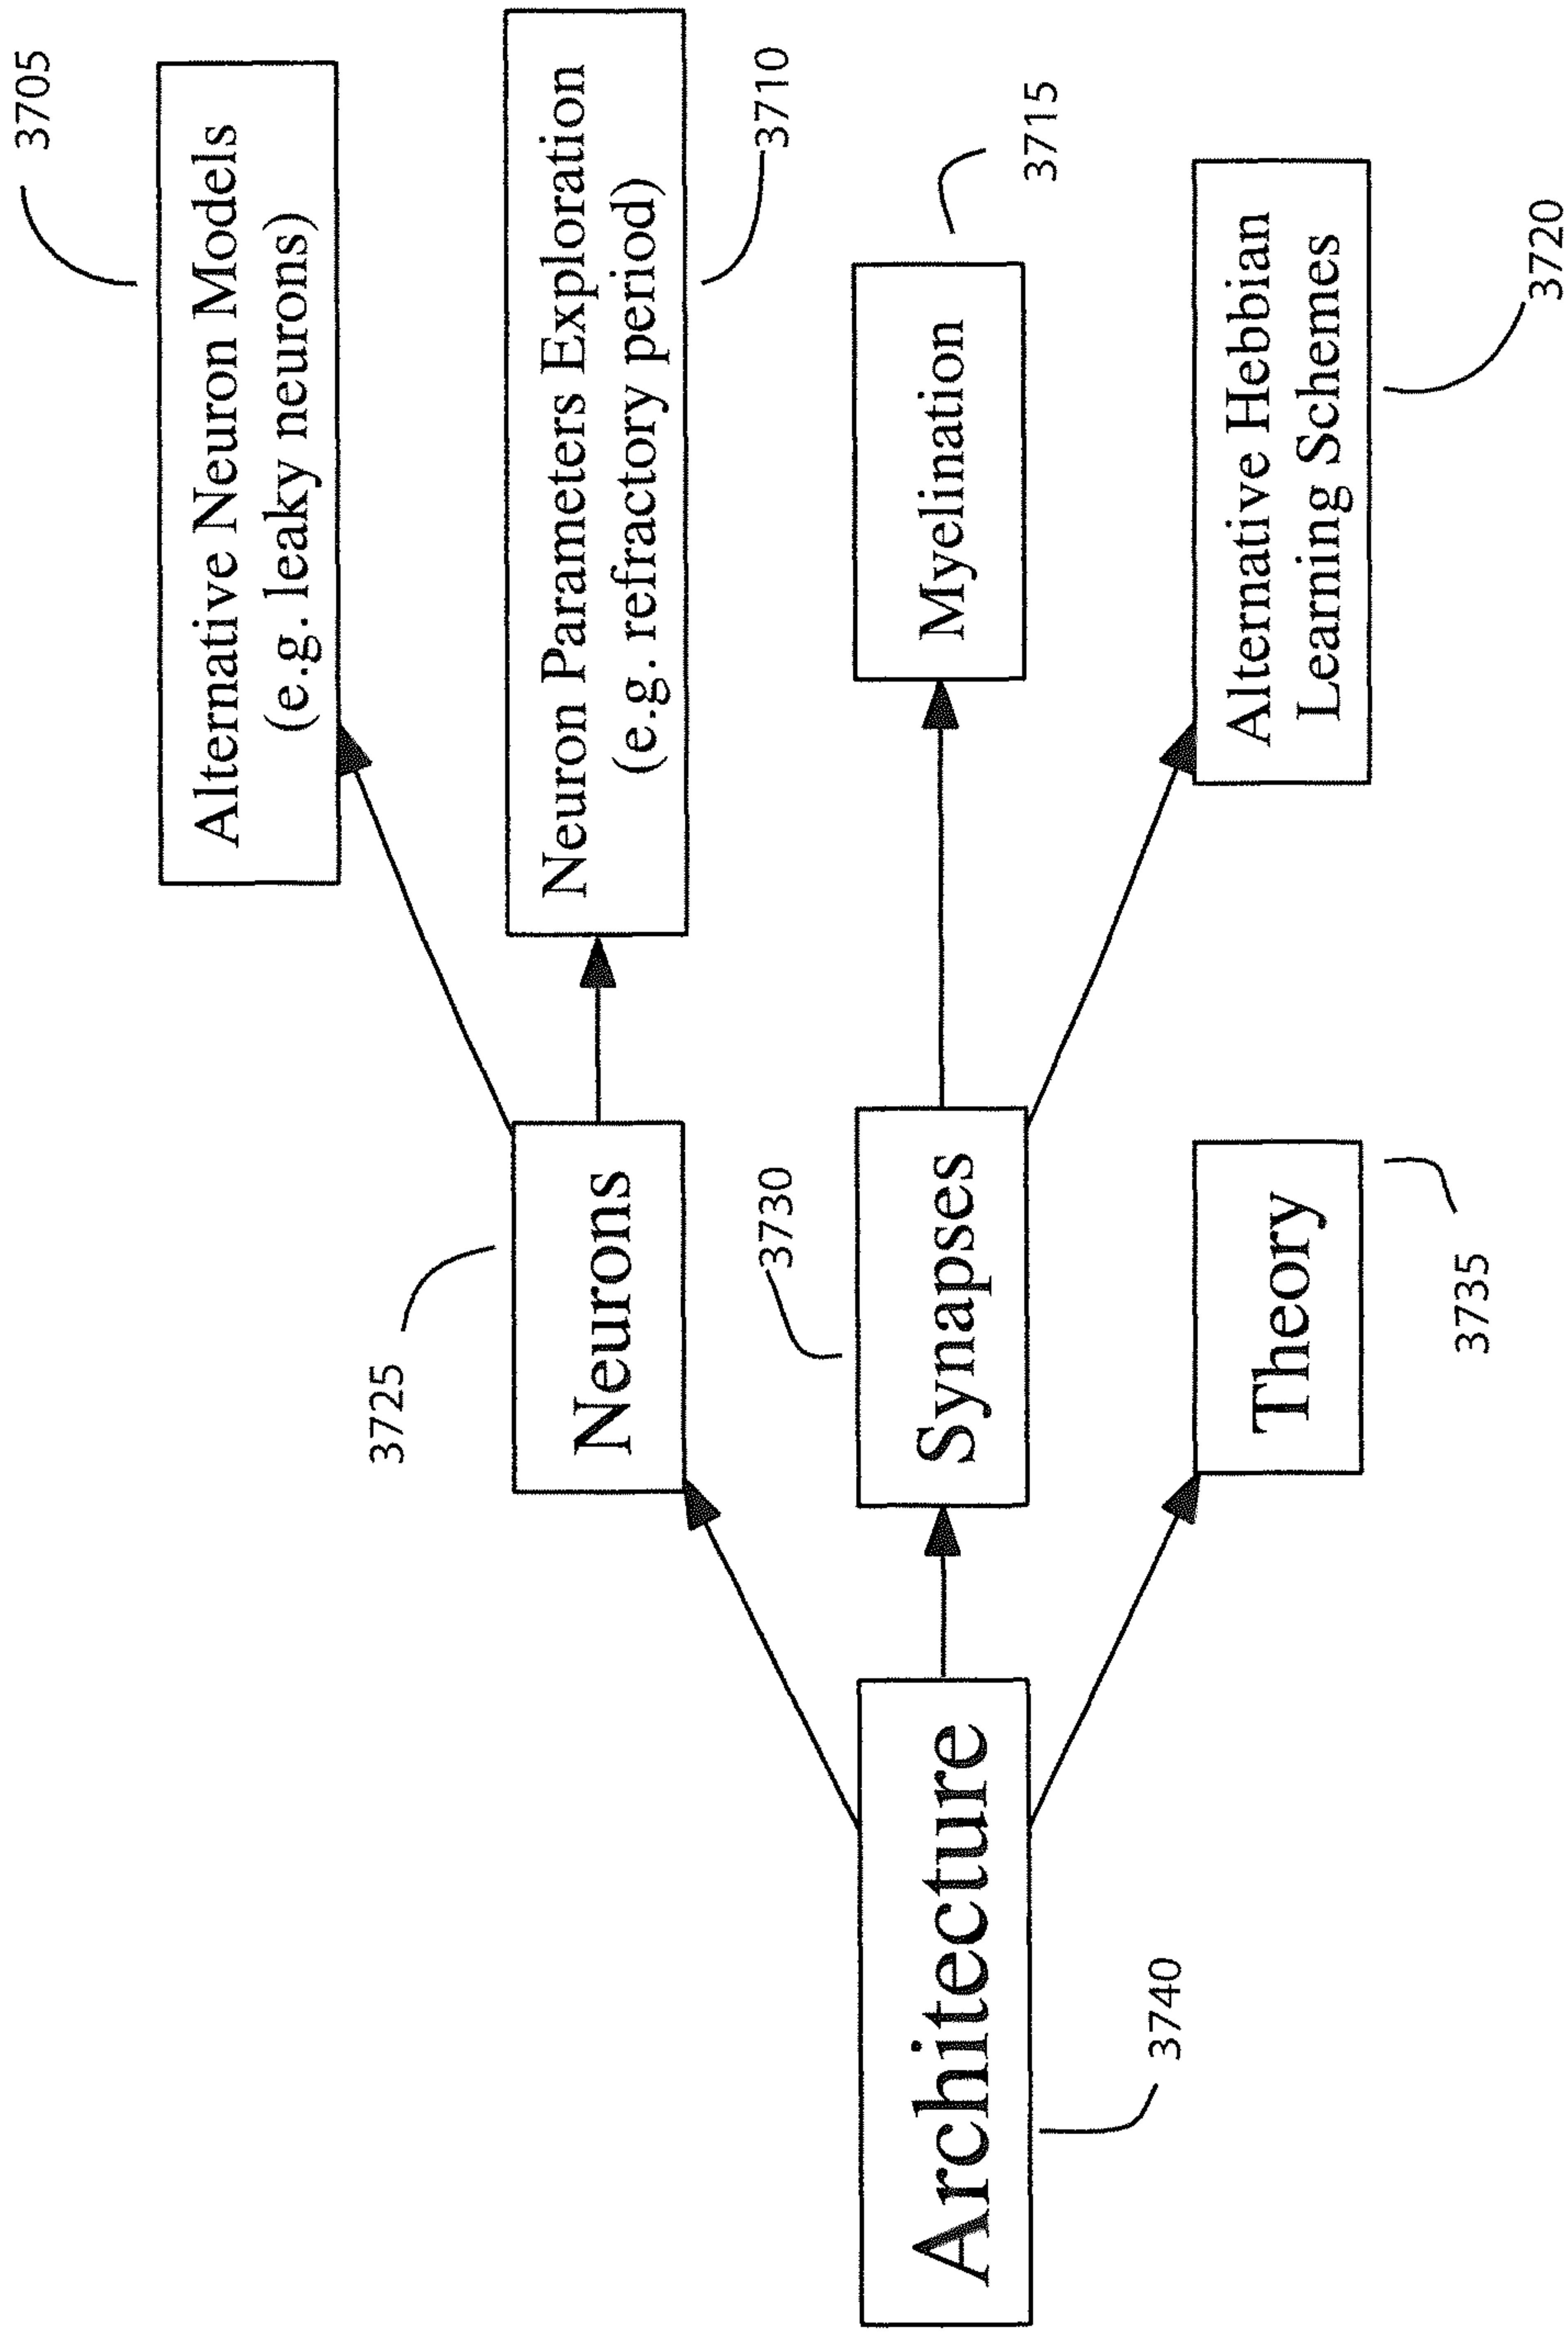 3705
Alternative Neuron Models
(e.g. leaky neurons)
3725
Neurons
Neuron Parameters Exploration
(e.g. refractory period)
3710
3730
Architecture
Synapses
Myelination
3740
3715
Theory
Alternative Hebbian
Learning Schemes
3735
3720